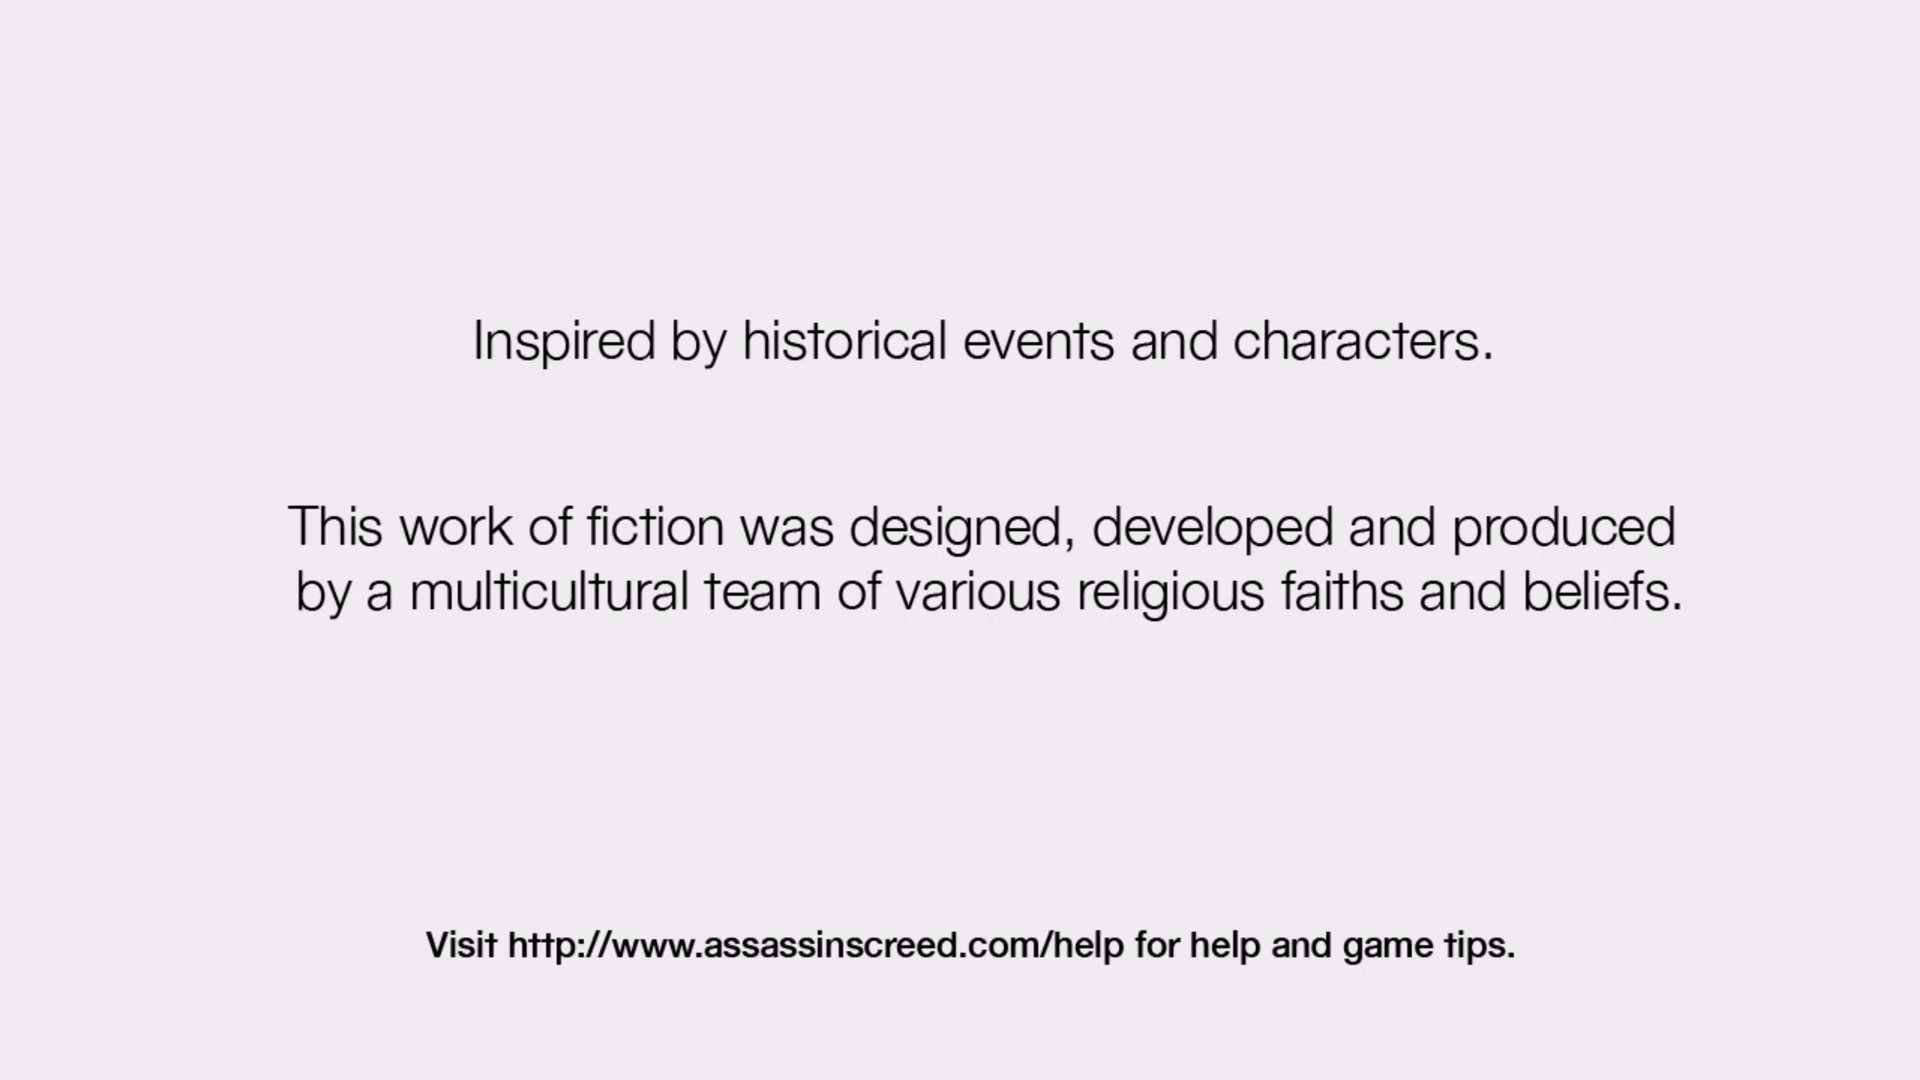 Inspired by historical events and characters.
This work of fiction was designed, developed and produced
by a multicultural team of various religious faiths and beliefs.
Visit http://www.assassinscreed.com/help for help and game tips.